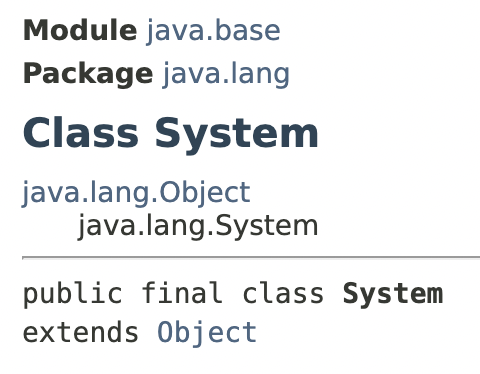 Module java.base
Package java.lang
Class System
java.lang.Object
java.lang.System
public final class System
extends Object